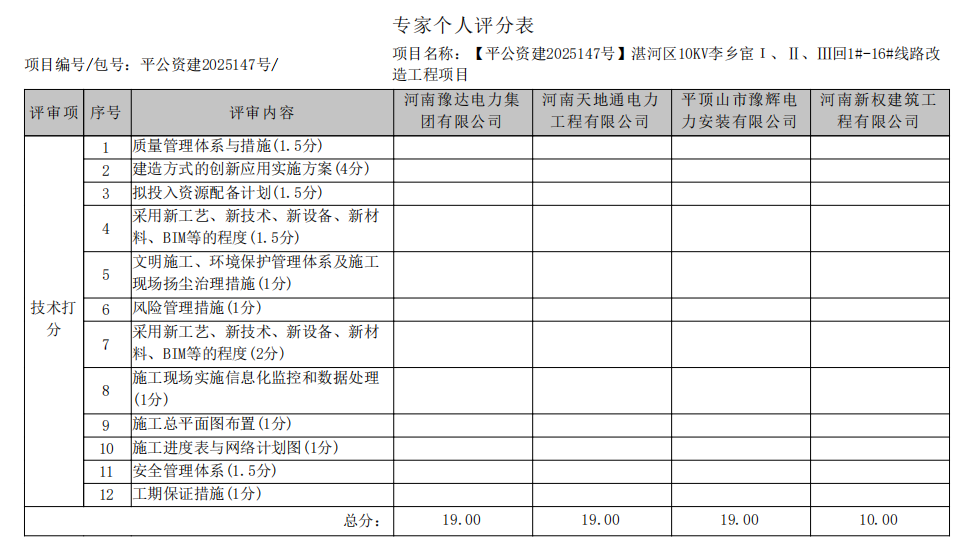 专家个人评分表
项目编号/包号：平公资建2025147号/
项目名称：【平公资建2025147号】湛河区10KV李乡宦Ⅰ、Ⅱ、Ⅲ回1#-16#线路改
造工程项目
评审项 序号 评审内容 河南豫达电力集 河南天地通电力 平顶山市豫辉电 河南新权建筑工
团有限公司 工程有限公司 力安装有限公司 程有限公司
1 质量管理体系与措施(1.5分)
2 建造方式的创新应用实施方案(4分)
3 拟投入资源配备计划(1.5分)
4 采用新工艺、新技术、新设备、新材
料、BIM等的程度(1.5分)
5 文明施工、环境保护管理体系及施工
现场扬尘治理措施(1分)
技术打
分
6 风险管理措施(1分)
7 采用新工艺、新技术、新设备、新材
料、BIM等的程度(2分)
8 施工现场实施信息化监控和数据处理
(1分)
9 施工总平面图布置(1分)
10 施工进度表与网络计划图(1分)
11 安全管理体系(1.5分)
12 工期保证措施(1分)
总分： 19.00 19.00 19.00 10.00